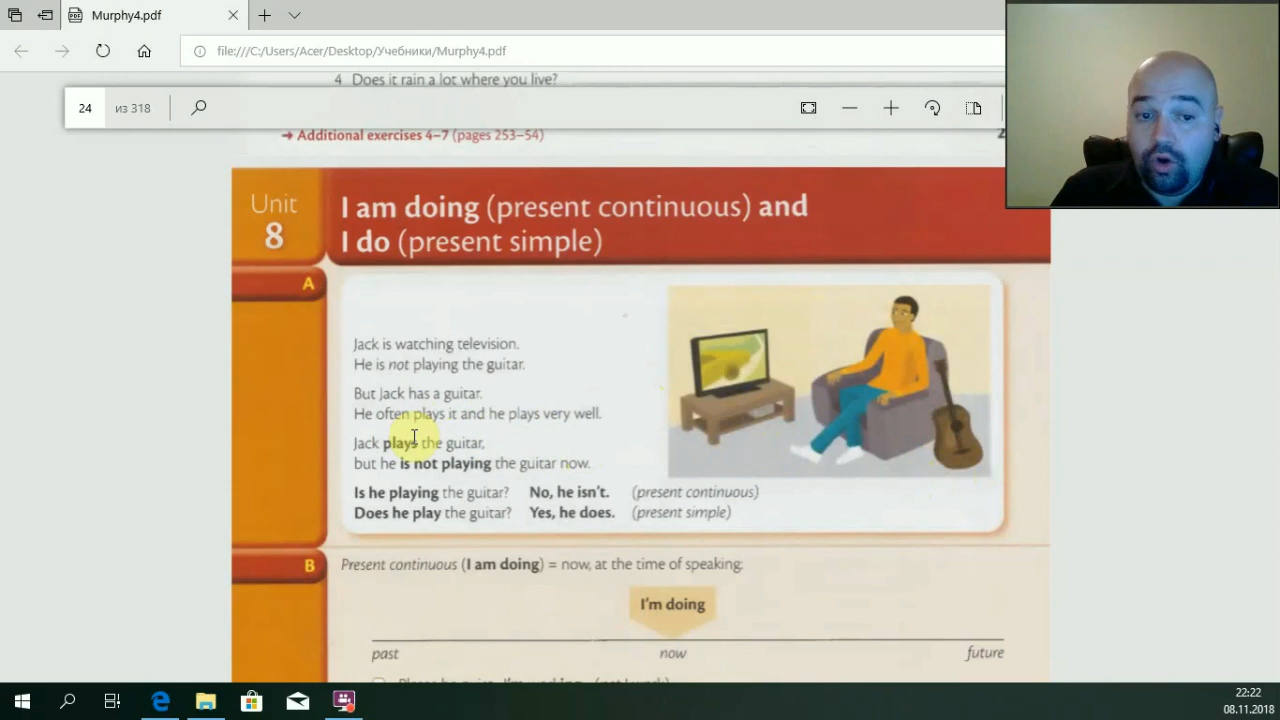 Murphy4.pdf
file:///C:/Users/Acer/Desktop/Учебники/Murphy4.pdf
4 Does it rain a lot where you live?
24 из 318
→ Additional exercises 4–7 (pages 253–54)
2
Unit
8
I am doing (present continuous) and
I do (present simple)
A
Jack is watching television.
He is not playing the guitar.
But Jack has a guitar.
He often plays it and he plays very well.
Jack plays the guitar,
but he is not playing the guitar now.
Is he playing the guitar? No, he isn't. (present continuous)
Does he play the guitar? Yes, he does. (present simple)
B
Present continuous (I am doing) = now, at the time of speaking:
I'm doing
past now future
22:22
08.11.2018